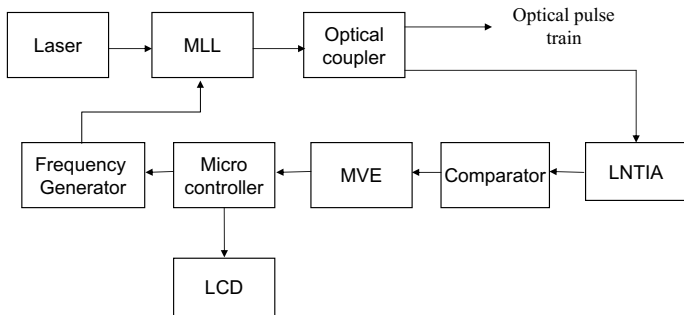 Laser
MLL
Optical
coupler
Optical pulse
train
Frequency
Generator
Micro
controller
MVE
Comparator
LNTIA
LCD